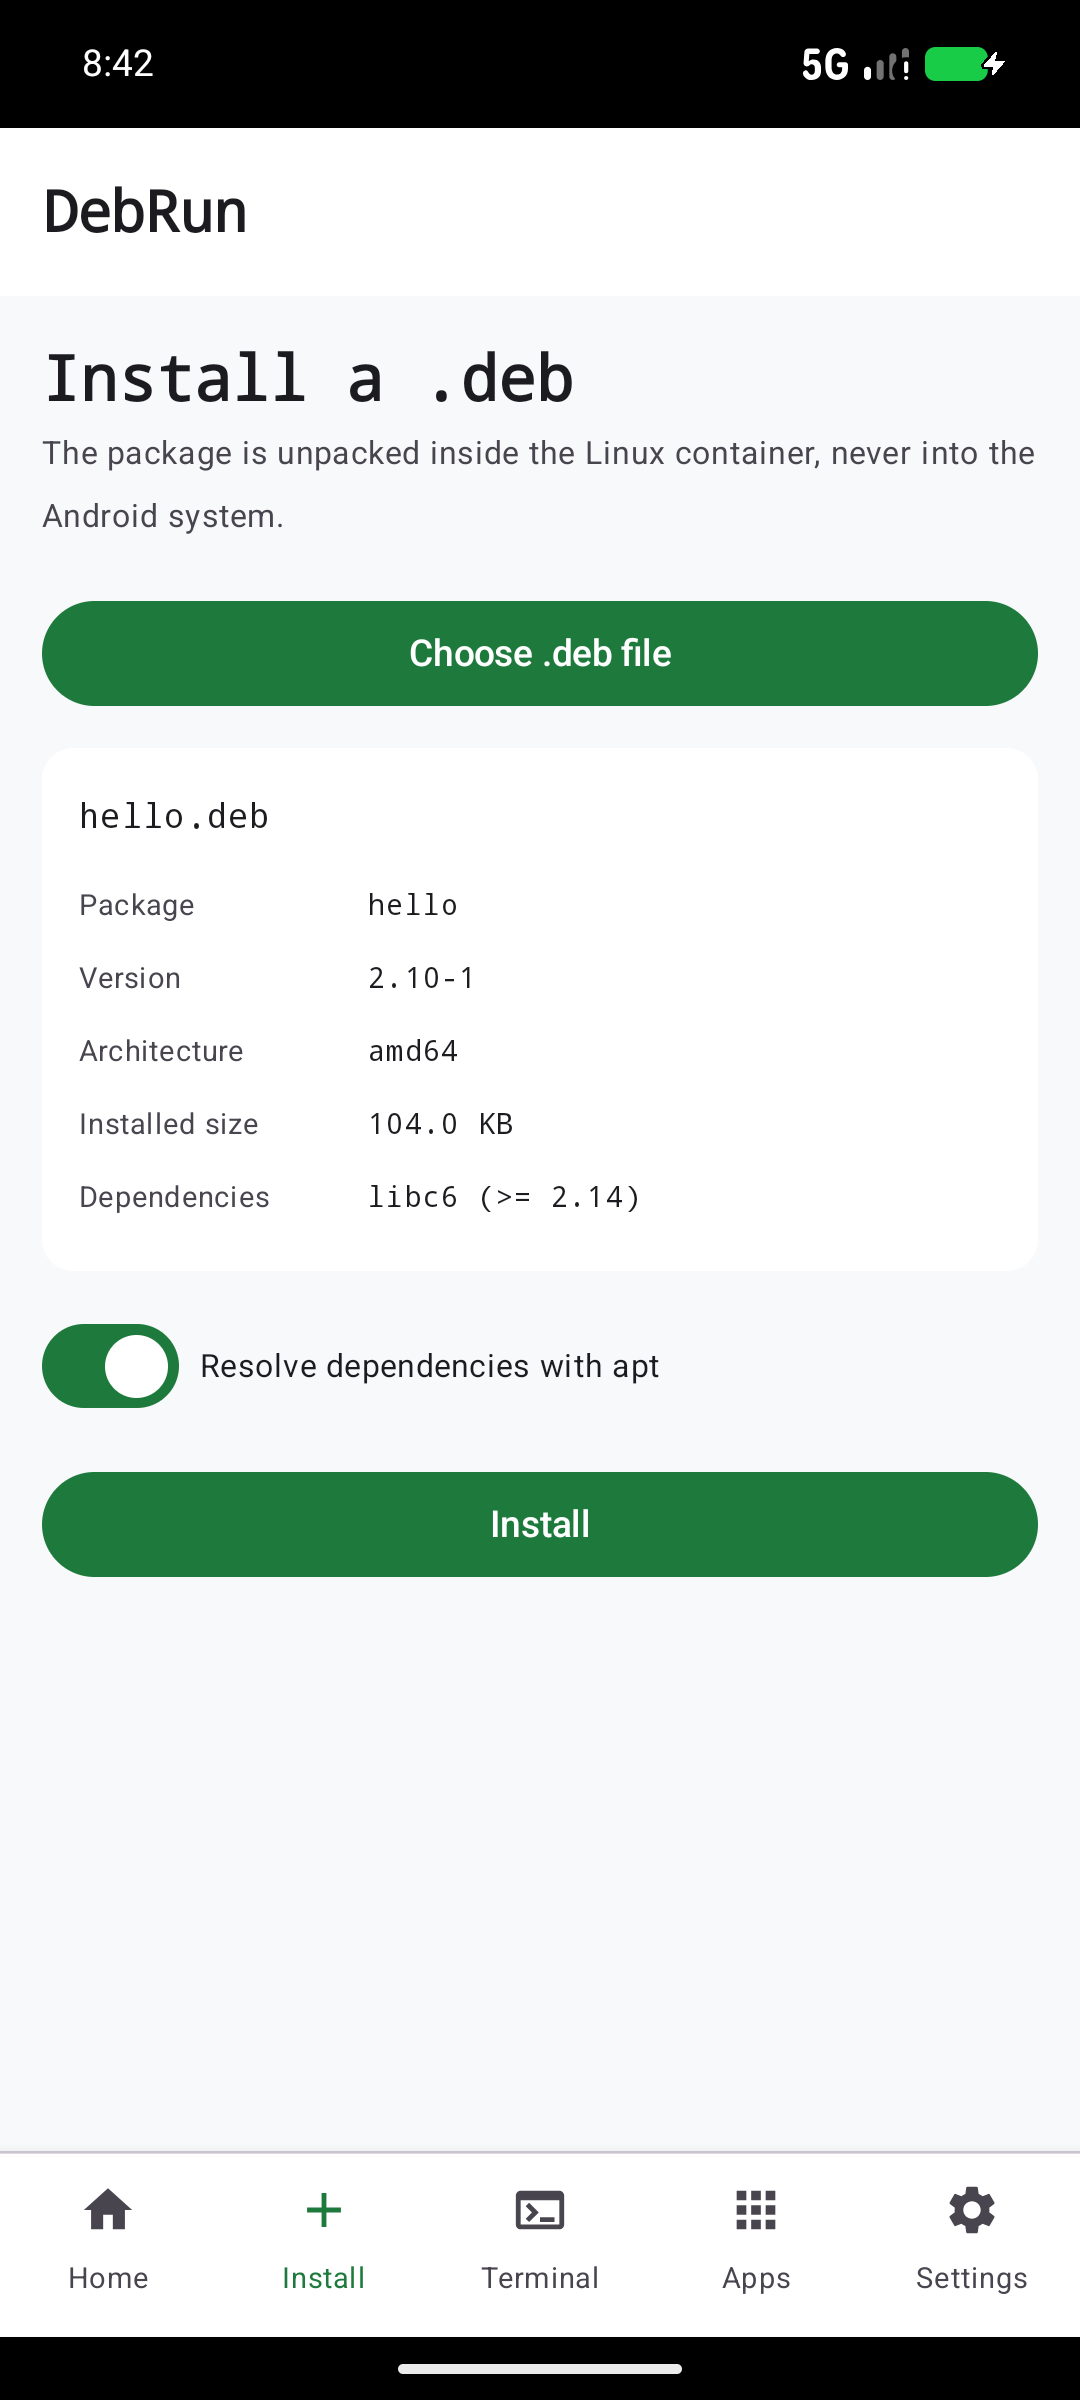 8:42
5G
DebRun
Install a .deb
The package is unpacked inside the Linux container, never into the
Android system.
Choose .deb file
hello.deb
Package hello
Version 2.10-1
Architecture amd64
Installed size 104.0 KB
Dependencies libc6 (>= 2.14)
Resolve dependencies with apt
Install
Home Install Terminal Apps Settings